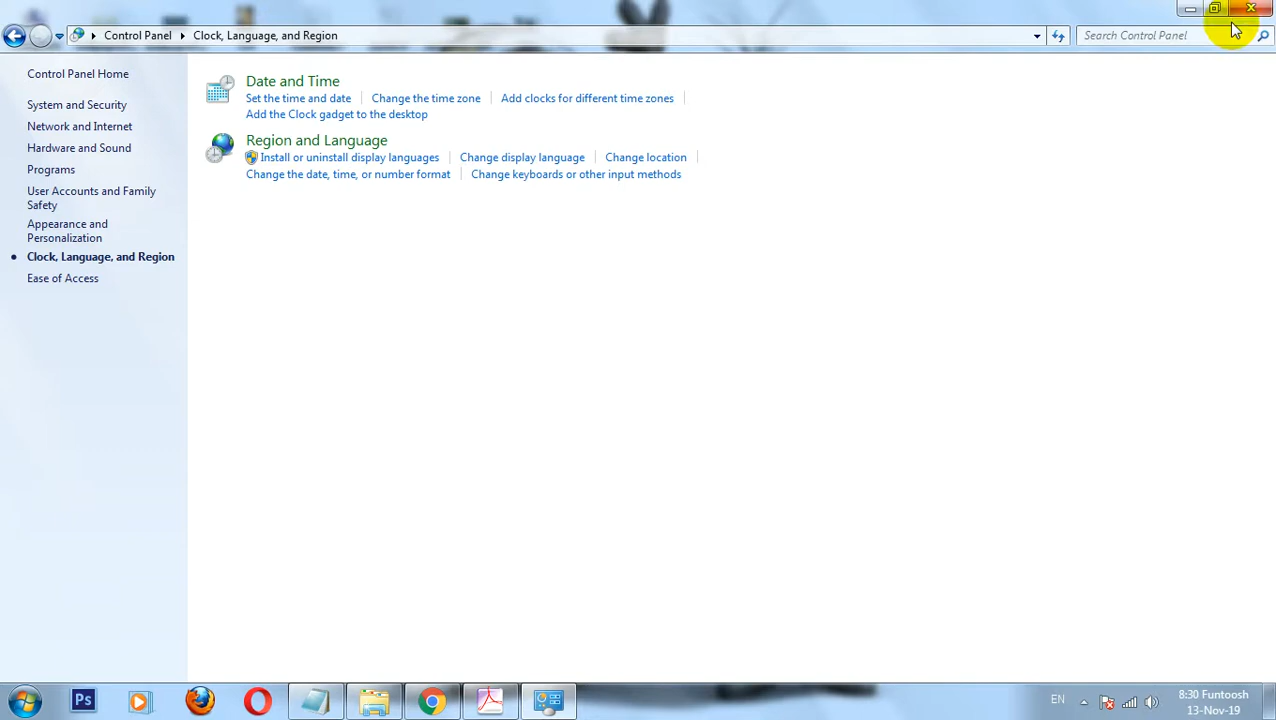 Control Panel Clock, Language, and Region Search Control Panel
Control Panel Home
System and Security
Network and Internet
Hardware and Sound
Programs
User Accounts and Family
Safety
Appearance and
Personalization
Clock, Language, and Region
Ease of Access
Date and Time
Set the time and date Change the time zone Add clocks for different time zones
Add the Clock gadget to the desktop
Region and Language
Install or uninstall display languages Change display language Change location
Change the date, time, or number format Change keyboards or other input methods
Ps
EN
8:30 Funtoosh
13-Nov-19